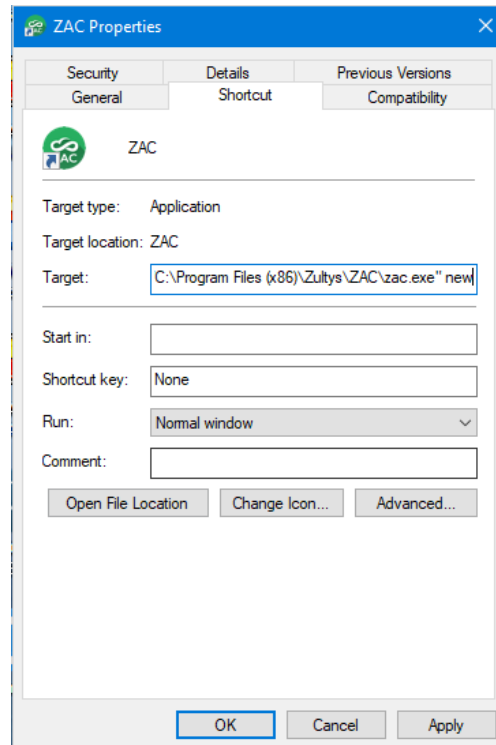 ZAC Properties
Security Details Previous Versions
General Shortcut Compatibility
AC ZAC
Target type: Application
Target location: ZAC
Target: C:\Program Files (x86)\Zultys\ZAC\zac.exe" new
Start in:
Shortcut key: None
Run: Normal window
Comment:
Open File Location Change Icon... Advanced...
OK Cancel Apply